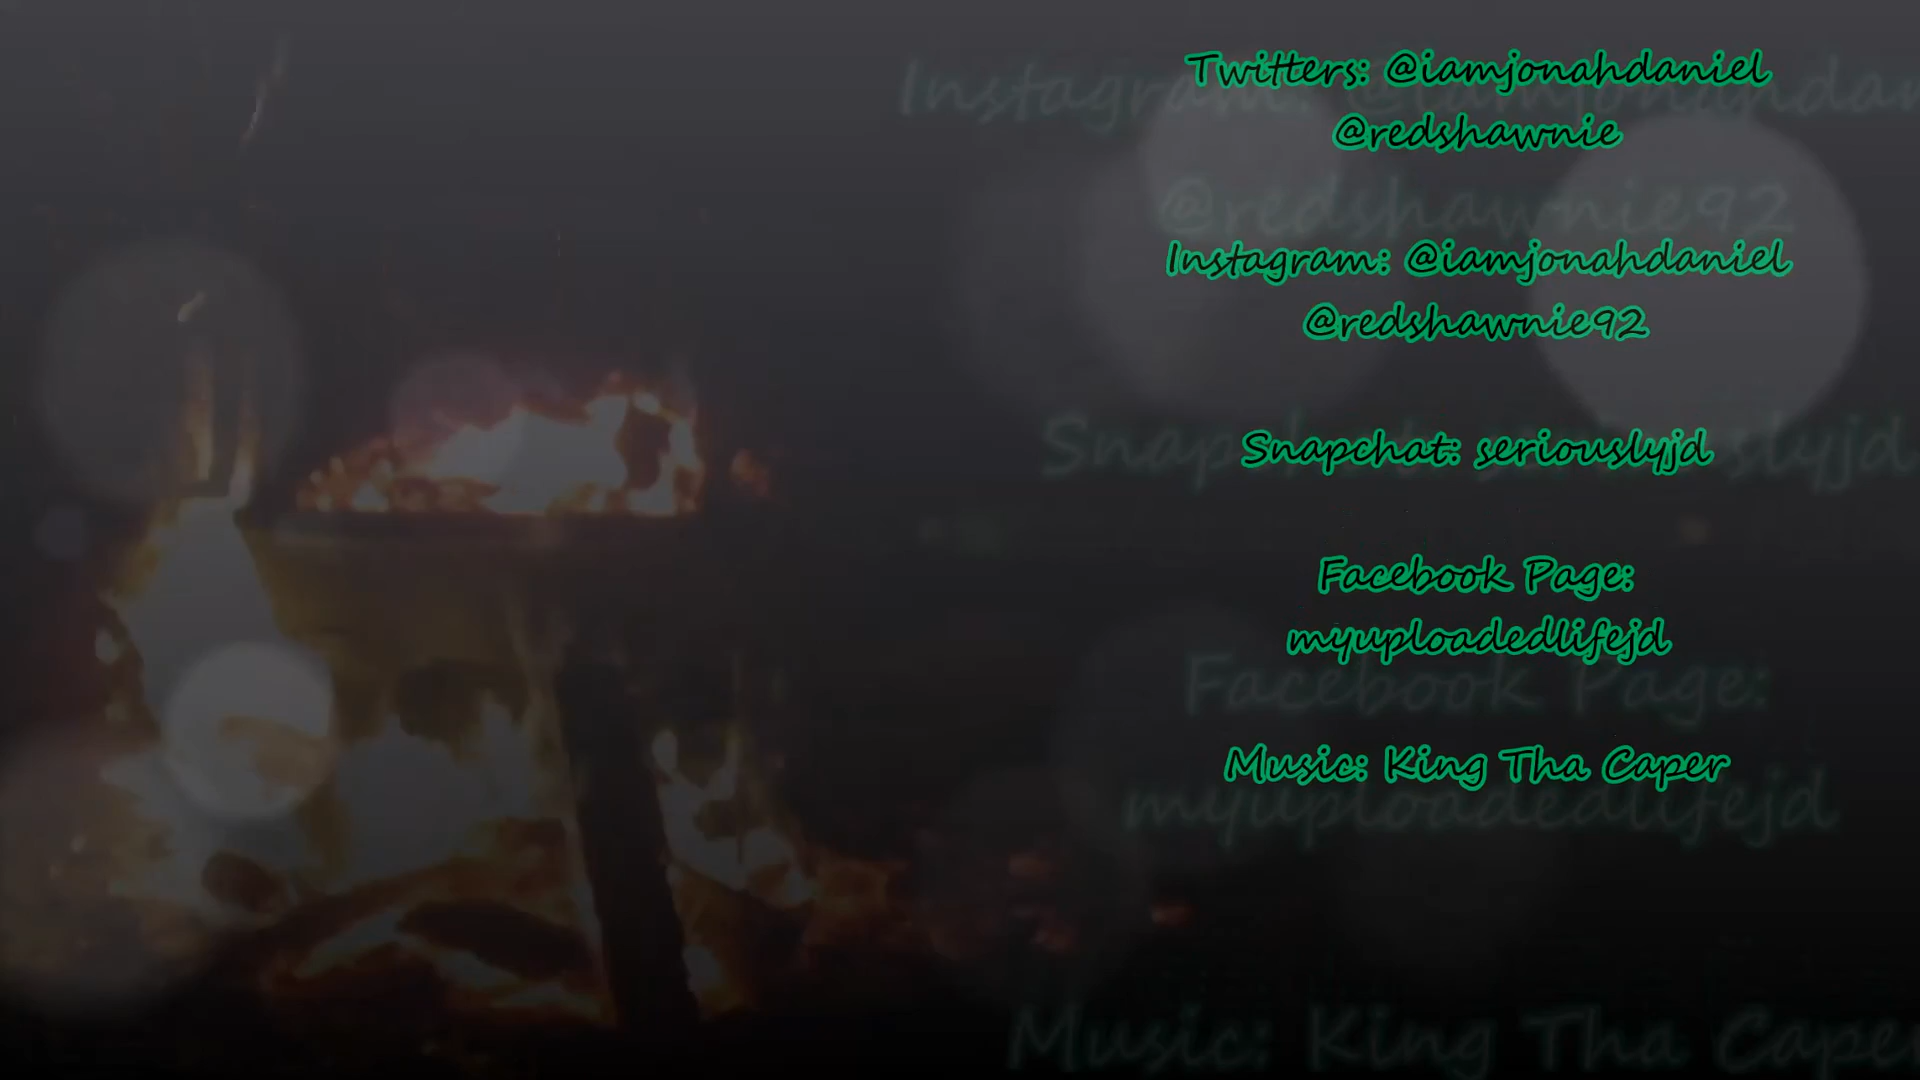 Twitters: @iamjonahdaniel
@redshawnie
Instagram: @iamjonahdaniel
@redshawnie92
Snapchat: seriouslyjd
Facebook Page:
myuploadedlifejd
Music: King Tha Caper